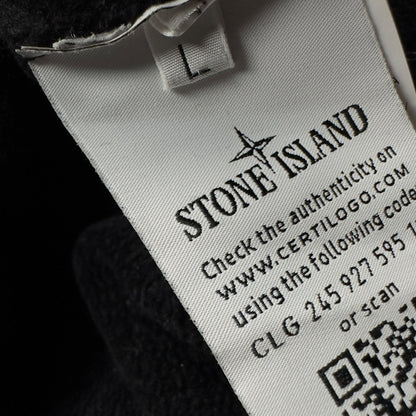 L
STONE ISLAND
Check the authenticity on
WWW.CERTILOGO.COM
using the following code
CLG 245 927 595 1
or scan